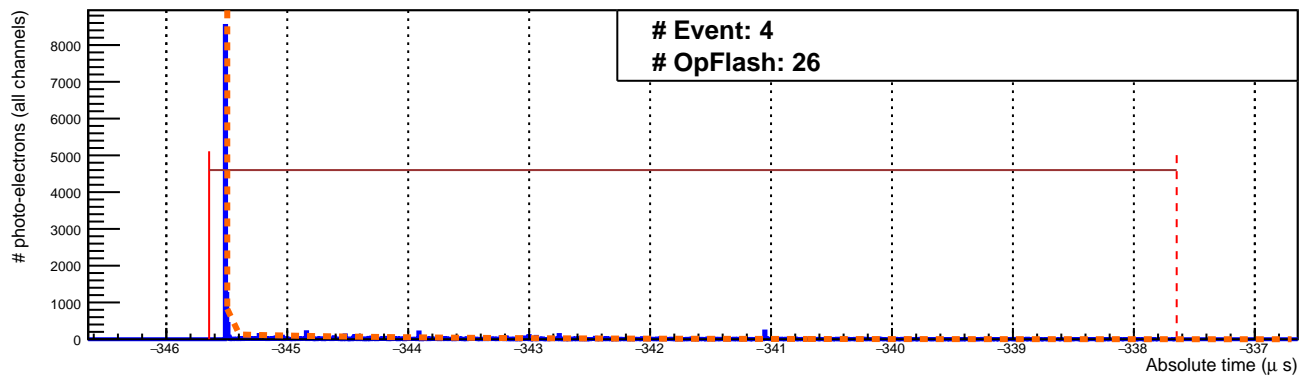 # Event: 4
# OpFlash: 26
# photo-electrons (all channels)
8000
7000
6000
5000
4000
3000
2000
1000
0
−346 −345 −344 −343 −342 −341 −340 −339 −338 −337
Absolute time (μ s)